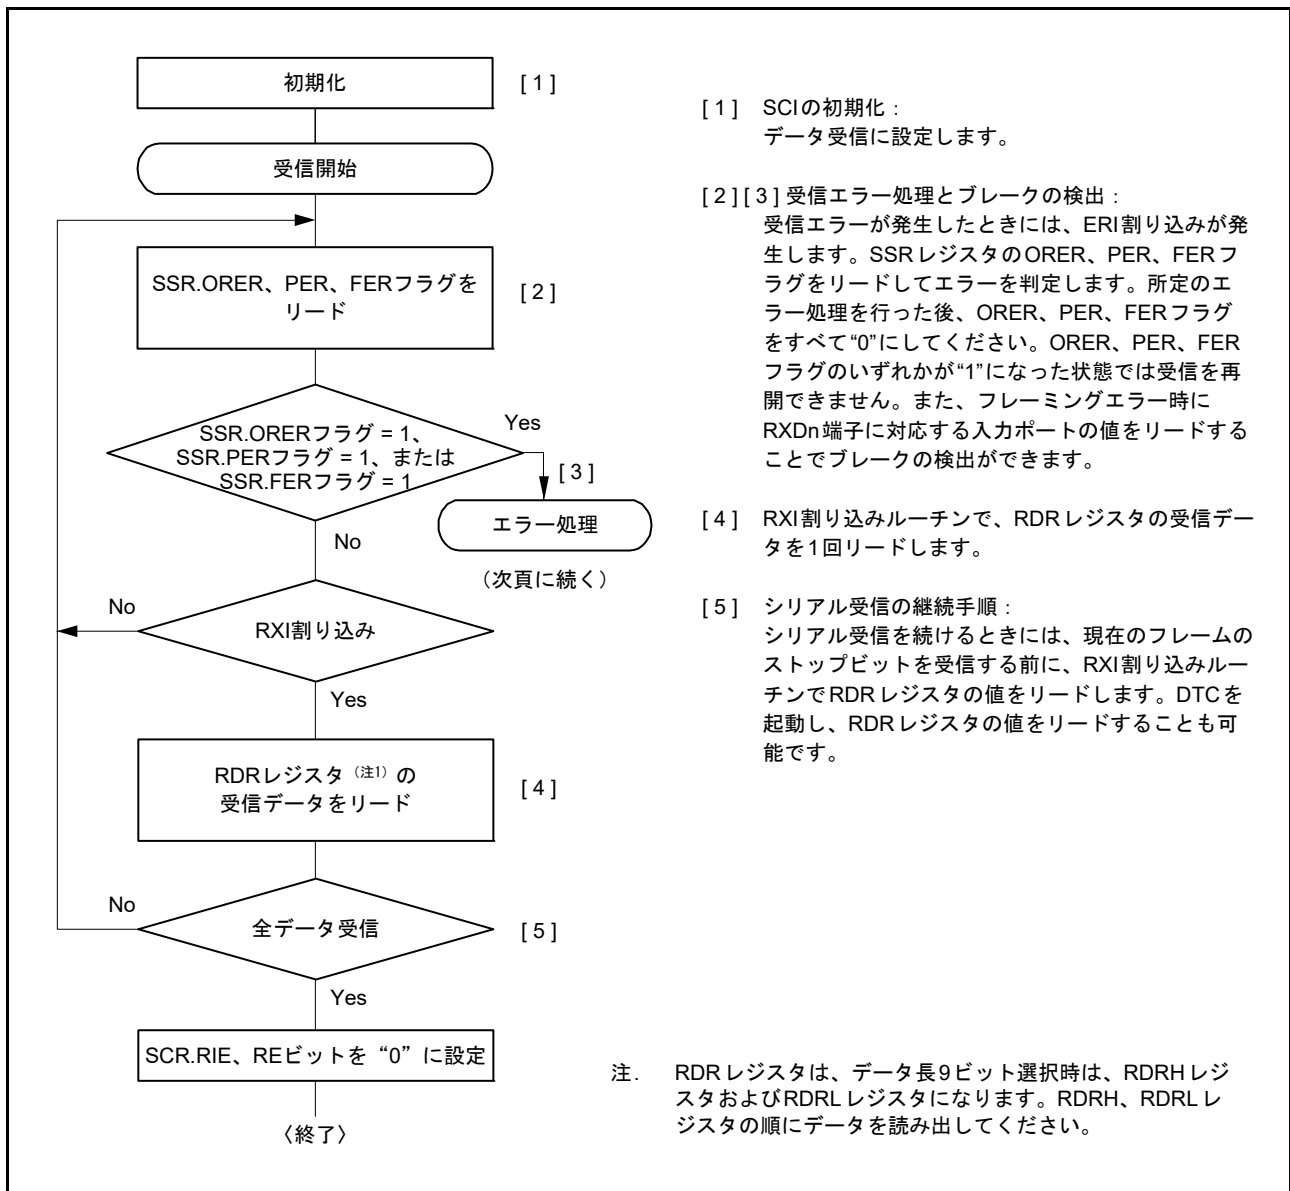 初期化
[ 1 ]
受信開始
SSR.ORER、PER、FERフラグを
リード
[ 2 ]
SSR.ORERフラグ = 1、
SSR.PERフラグ = 1、または
SSR.FERフラグ = 1
Yes
[ 3 ]
エラー処理
（次頁に続く）
No
RXI割り込み
No
Yes
RDRレジスタ（注1）の
受信データをリード
[ 4 ]
全データ受信
No
[ 5 ]
Yes
SCR.RIE、REビットを “0” に設定
〈終了〉
[ 1 ] SCIの初期化：
データ受信に設定します。
[ 2 ][ 3 ] 受信エラー処理とブレークの検出：
受信エラーが発生したときには、ERI割り込みが発
生します。SSRレジスタのORER、PER、FERフ
ラグをリードしてエラーを判定します。所定のエ
ラー処理を行った後、ORER、PER、FERフラグ
をすべて“0”にしてください。ORER、PER、FER
フラグのいずれかが“1”になった状態では受信を再
開できません。また、フレーミングエラー時に
RXDn端子に対応する入力ポートの値をリードする
ことでブレークの検出ができます。
[ 4 ] RXI割り込みルーチンで、RDRレジスタの受信デー
タを1回リードします。
[ 5 ] シリアル受信の継続手順：
シリアル受信を続けるときには、現在のフレームの
ストップビットを受信する前に、RXI割り込みルー
チンでRDRレジスタの値をリードします。DTCを
起動し、RDRレジスタの値をリードすることも可
能です。
注. RDRレジスタは、データ長9ビット選択時は、RDRHレジ
スタおよびRDRLレジスタになります。RDRH、RDRLレ
ジスタの順にデータを読み出してください。